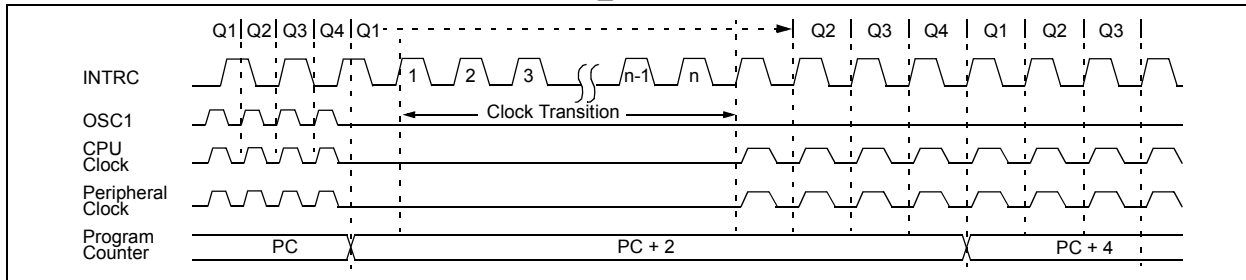 Q1 Q2 Q3 Q4 Q1 Q2 Q3 Q4 Q1 Q2 Q3
INTRC 1 2 3 n-1 n
Clock Transition
OSC1
CPU
Clock
Peripheral
Clock
Program
Counter
PC PC + 2 PC + 4